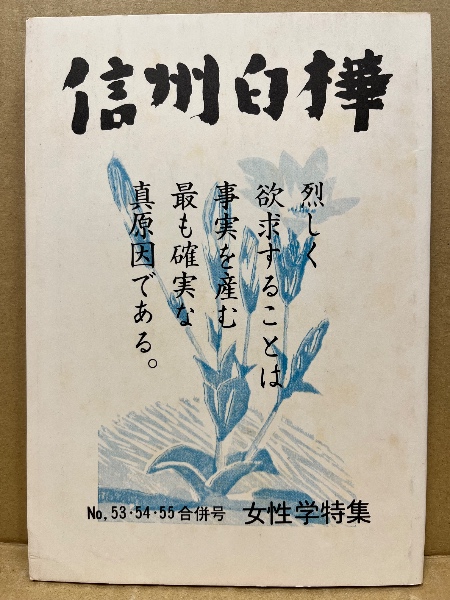 信州白樺
烈しく
欲求することは
事実を産む
最も確実な
真原因である。
No, 53・54・55合併号 女性学特集